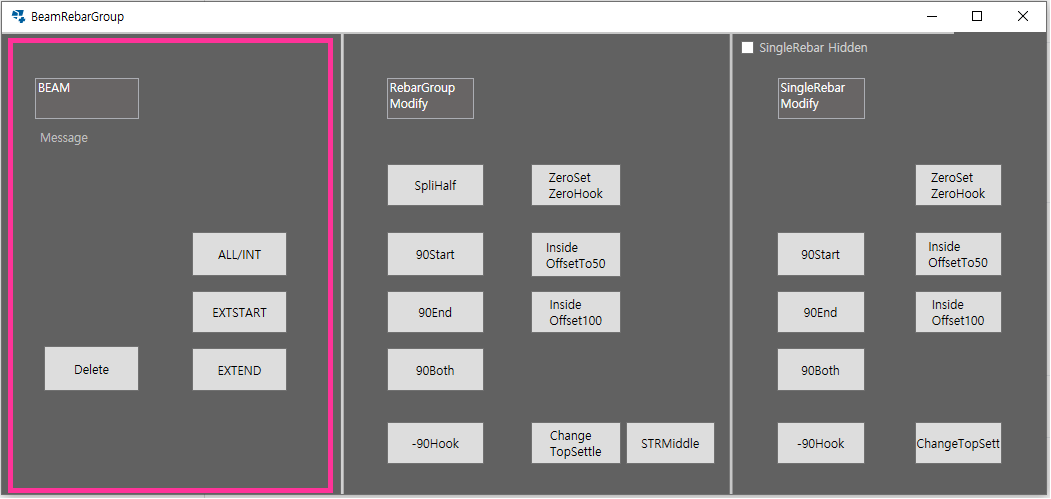 BeamRebarGroup
BEAM
Message
ALL/INT
EXTSTART
Delete
EXTEND
RebarGroup
Modify
SpliHalf
ZeroSet
ZeroHook
90Start
Inside
OffsetTo50
90End
Inside
Offset100
90Both
-90Hook
Change
TopSettle
STRMiddle
SingleRebar Hidden
SingleRebar
Modify
ZeroSet
ZeroHook
90Start
Inside
OffsetTo50
90End
Inside
Offset100
90Both
-90Hook
ChangeTopSett